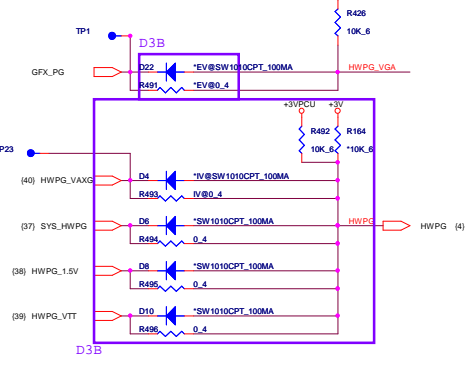 R426
10K_6
TP1
D3B
D22 *EV@SW1010CPT_100MA
GFX_PG
HWPG_VGA
R491 *EV@0_4
+3VPCU +3V
R492 R164
10K_6 *10K_6
P23
D4 *IV@SW1010CPT_100MA
(40) HWPG_VAXG
R493 IV@0_4
D6 *SW1010CPT_100MA
(37) SYS_HWPG
HWPG
HWPG (4)
R494 0_4
D8 *SW1010CPT_100MA
(38) HWPG_1.5V
R495 0_4
D10 *SW1010CPT_100MA
(39) HWPG_VTT
R496 0_4
D3B